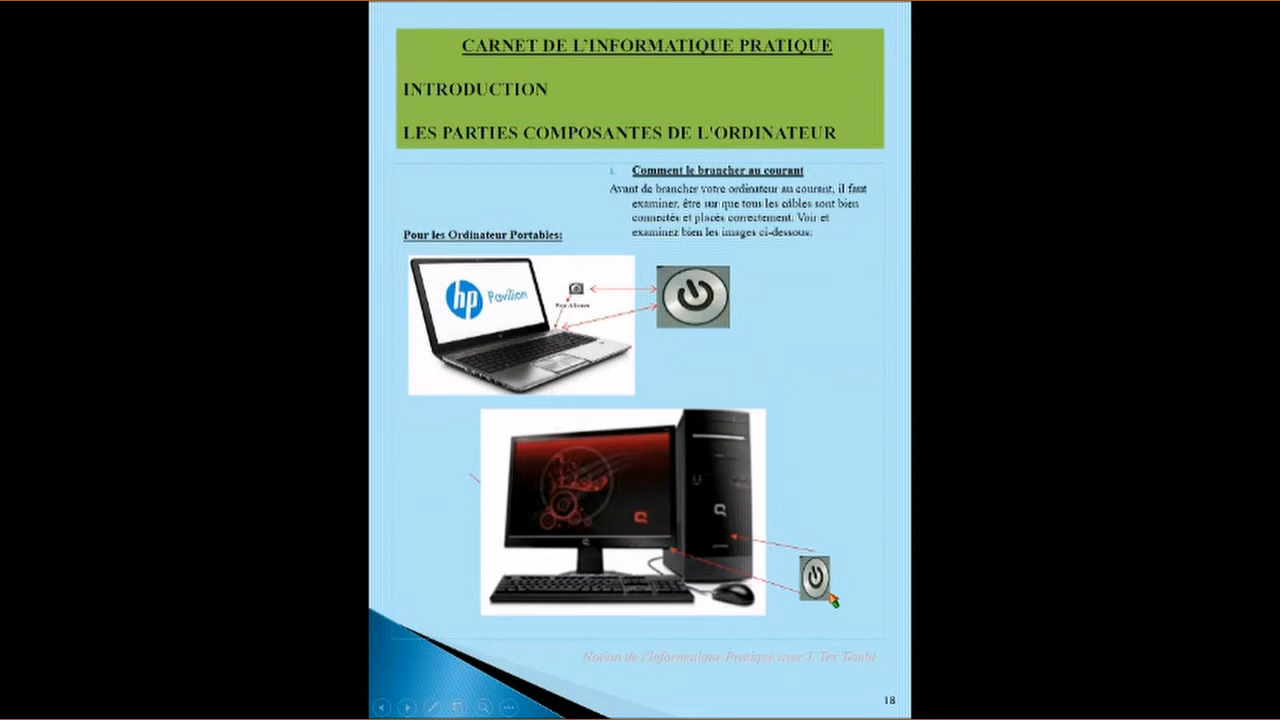 CARNET DE L'INFORMATIQUE PRATIQUE
INTRODUCTION
LES PARTIES COMPOSANTES DE L'ORDINATEUR
1. Comment le brancher au courant
Avant de brancher votre ordinateur au courant, il faut
examiner, être sur que tous les câbles sont bien
connectés et placés correctement. Voir et
examinez bien les images ci-dessous:
Pour les Ordinateur Portables:
hp Pavilion
Notion de l'Informatique Pratique avec J. Tex Tembi
18